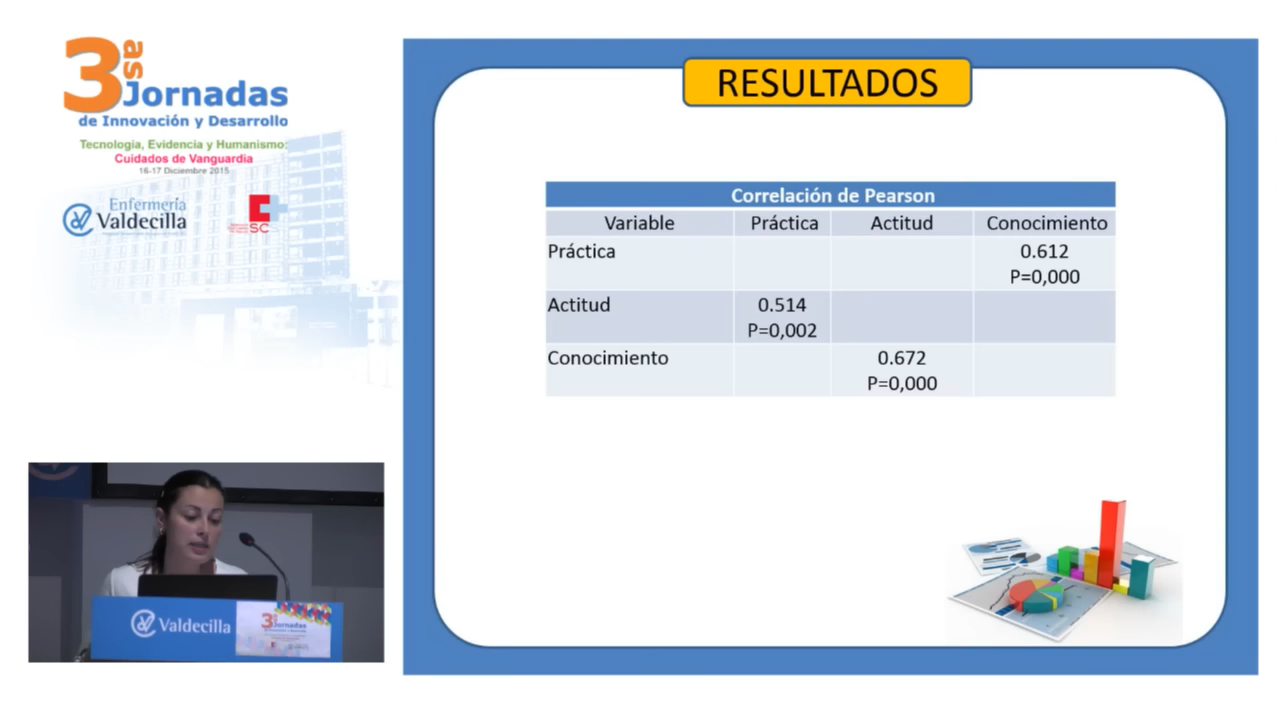 3as Jornadas
de Innovación y Desarrollo
Tecnología, Evidencia y Humanismo:
Cuidados de Vanguardia
16-17 Diciembre 2015
Enfermería
Valdecilla
SC
RESULTADOS
Correlación de Pearson
Variable Práctica Actitud Conocimiento
Práctica 0.612
P=0,000
Actitud 0.514
P=0,002
Conocimiento 0.672
P=0,000
Valdecilla
3as Jornadas